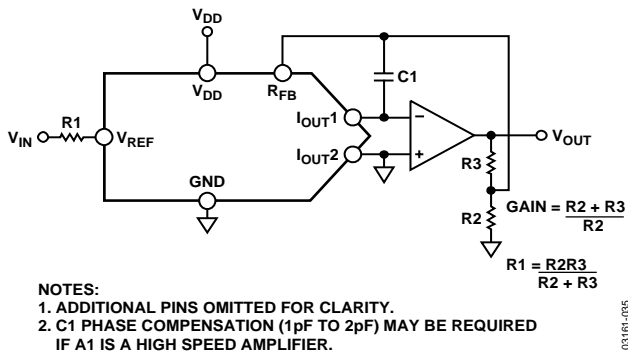 VDD
VDD
RFB
C1
IOUT1
R1
VIN
VREF
VOUT
IOUT2
R3
GND
GAIN = R2 + R3
R2
R2
R1 = R2R3
R2 + R3
NOTES:
1. ADDITIONAL PINS OMITTED FOR CLARITY.
2. C1 PHASE COMPENSATION (1pF TO 2pF) MAY BE REQUIRED
IF A1 IS A HIGH SPEED AMPLIFIER.
03161-035